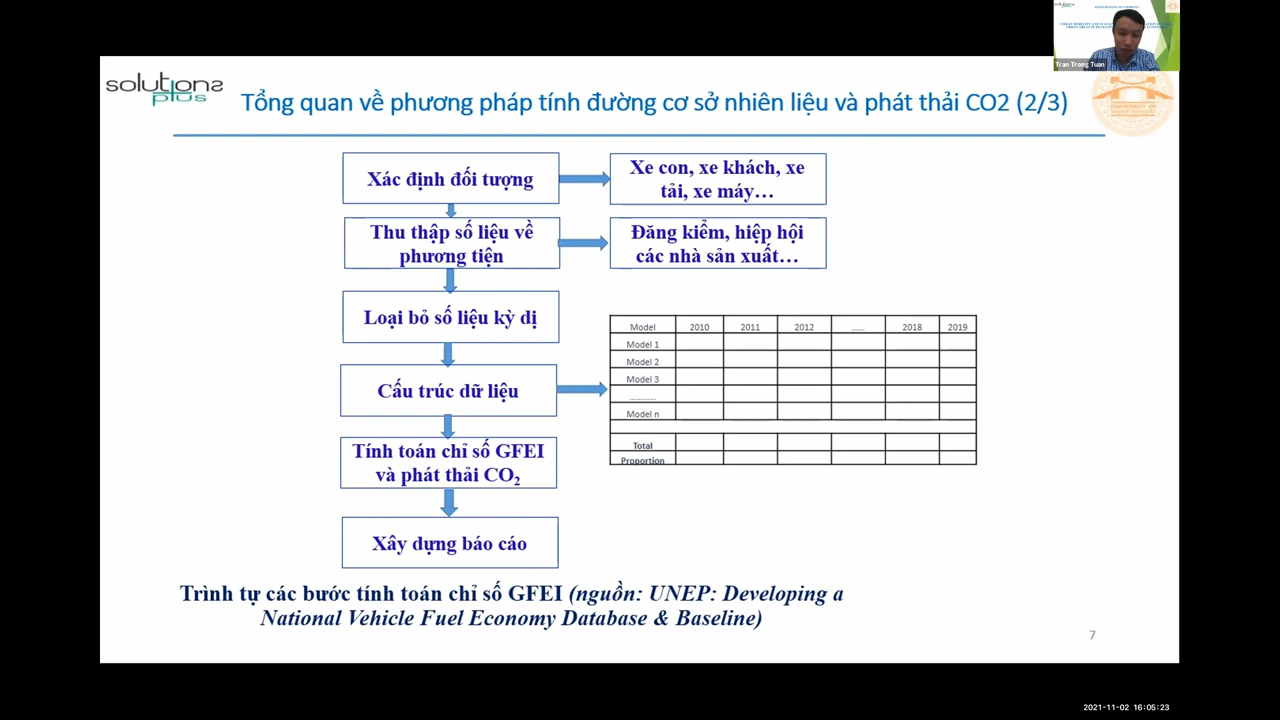 solutions
plus
Tổng quan về phương pháp tính đường cơ sở nhiên liệu và phát thải CO2 (2/3)
Tran Trong Tuan
Xác định đối tượng
Xe con, xe khách, xe
tải, xe máy…
Thu thập số liệu về
phương tiện
Đăng kiểm, hiệp hội
các nhà sản xuất…
Loại bỏ số liệu kỳ dị
Cấu trúc dữ liệu
Tính toán chỉ số GFEI
và phát thải CO2
Xây dựng báo cáo
Model 2010 2011 2012 …… 2018 2019
Model 1
Model 2
Model 3
…………
Model n
Total
Proportion
Trình tự các bước tính toán chỉ số GFEI (nguồn: UNEP: Developing a
National Vehicle Fuel Economy Database & Baseline)
7
2021-11-02 16:05:23